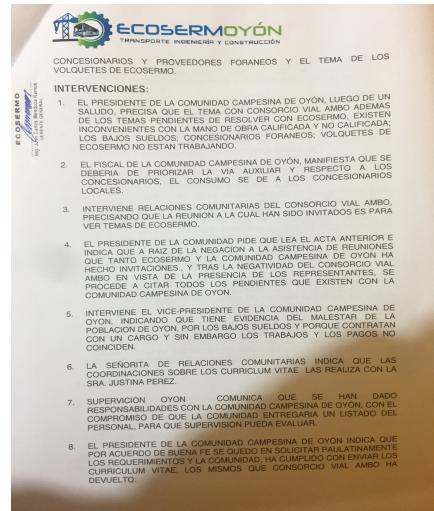 ECOSERMOYÓN
TRANSPORTE INGENIERÍA Y CONSTRUCCIÓN
CONCESIONARIOS Y PROVEEDORES FORANEOS Y EL TEMA DE LOS
VOLQUETES DE ECOSERMO.
INTERVENCIONES:
1. EL PRESIDENTE DE LA COMUNIDAD CAMPESINA DE OYÓN, LUEGO DE UN
SALUDO, PRECISA QUE EL TEMA CON CONSORCIO VIAL AMBO ADEMAS
DE LOS TEMAS PENDIENTES DE RESOLVER CON ECOSERMO, EXISTEN
INCONVENIENTES CON LA MANO DE OBRA CALIFICADA Y NO CALIFICADA;
LOS BAJOS SUELDOS; CONCESIONARIOS FORANEOS; VOLQUETES DE
ECOSERMO NO ESTAN TRABAJANDO.
2. EL FISCAL DE LA COMUNIDAD CAMPESINA DE OYÓN, MANIFIESTA QUE SE
DEBERIA DE PRIORIZAR LA VIA AUXILIAR Y RESPECTO A LOS
CONCESIONARIOS, EL CONSUMO SE DE A LOS CONCESIONARIOS
LOCALES.
3. INTERVIENE RELACIONES COMUNITARIAS DEL CONSORCIO VIAL AMBO,
PRECISANDO QUE LA REUNION A LA CUAL HAN SIDO INVITADOS ES PARA
VER TEMAS DE ECOSERMO.
4. EL PRESIDENTE DE LA COMUNIDAD PIDE QUE LEA EL ACTA ANTERIOR E
INDICA QUE A RAIZ DE LA NEGACION A LA ASISTENCIA DE REUNIONES
QUE TANTO ECOSERMO Y LA COMUNIDAD CAMPESINA DE OYON HA
HECHO INVITACIONES., Y TRAS LA NEGATIVIDAD DEL CONSORCIO VIAL
AMBO EN VISTA DE LA PRESENCIA DE LOS REPRESENTANTES, SE
PROCEDE A CITAR TODOS LOS PENDIENTES QUE EXISTEN CON LA
COMUNIDAD CAMPESINA DE OYON.
5. INTERVIENE EL VICE-PRESIDENTE DE LA COMUNIDAD CAMPESINA DE
OYON, INDICANDO QUE TIENE EVIDENCIA DEL MALESTAR DE LA
POBLACION DE OYON, POR LOS BAJOS SUELDOS Y PORQUE CONTRATAN
CON UN CARGO Y SIN EMBARGO LOS TRABAJOS Y LOS PAGOS NO
COINCIDEN.
6. LA SEÑORITA DE RELACIONES COMUNITARIAS INDICA QUE LAS
COORDINACIONES SOBRE LOS CURRICULM VITAE LAS REALIZA CON LA
SRA. JUSTINA PEREZ.
7. SUPERVICION OYON COMUNICA QUE SE HAN DADO
RESPONSABILIDADES CON LA COMUNIDAD CAMPESINA DE OYÓN, CON EL
COMPROMISO DE QUE LA COMUNIDAD ENTREGARIA UN LISTADO DEL
PERSONAL, PARA QUE SUPERVISION PUEDA EVALUAR.
8. EL PRESIDENTE DE LA COMUNIDAD CAMPESINA DE OYON INDICA QUE
POR ACUERDO DE BUENA FE SE QUEDO EN SOLICITAR PAULATINAMENTE
LOS REQUERIMIENTOS Y LA COMUNIDAD, HA CUMPLIDO CON ENVIAR LOS
CURRICULUM VITAE, LOS MISMOS QUE CONSORCIO VIAL AMBO HA
DEVUELTO.
ECOSERMO
GERENTE GENERAL